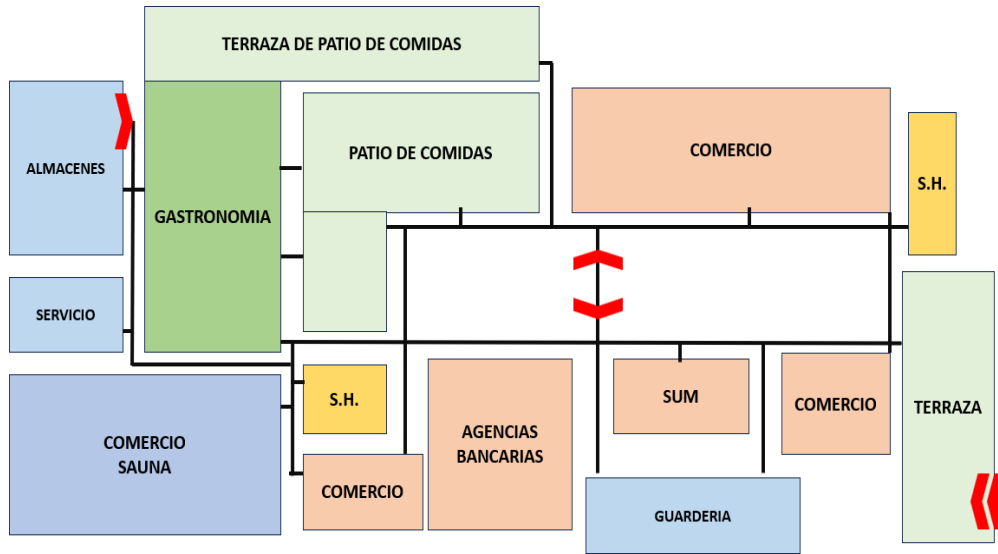 TERRAZA DE PATIO DE COMIDAS
ALMACENES
PATIO DE COMIDAS
COMERCIO
S.H.
GASTRONOMIA
SERVICIO
S.H.
SUM
COMERCIO
TERRAZA
COMERCIO
SAUNA
AGENCIAS
BANCARIAS
COMERCIO
GUARDERIA